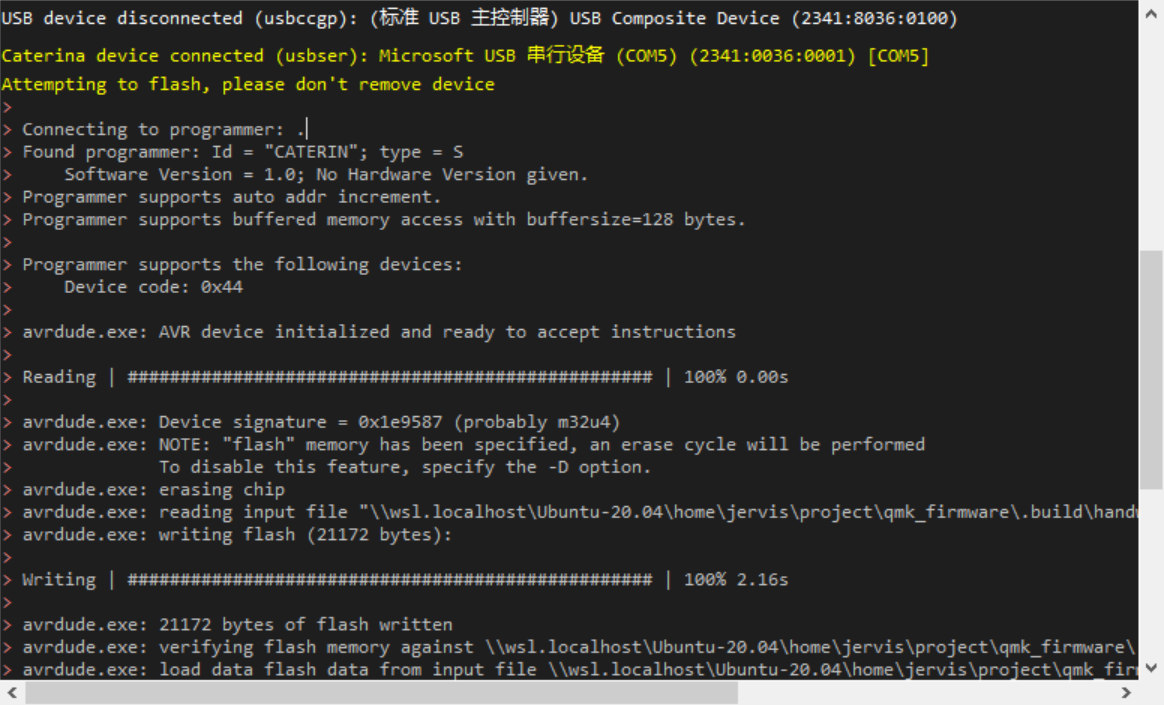 USB device disconnected (usbccgp): (标准 USB 主控制器) USB Composite Device (2341:8036:0100)
Caterina device connected (usbser): Microsoft USB 串行设备 (COM5) (2341:0036:0001) [COM5]
Attempting to flash, please don't remove device
>
> Connecting to programmer: .
> Found programmer: Id = "CATERIN"; type = S
>     Software Version = 1.0; No Hardware Version given.
> Programmer supports auto addr increment.
> Programmer supports buffered memory access with buffersize=128 bytes.
>
> Programmer supports the following devices:
>     Device code: 0x44
>
> avrdude.exe: AVR device initialized and ready to accept instructions
>
> Reading | ################################################## | 100% 0.00s
>
> avrdude.exe: Device signature = 0x1e9587 (probably m32u4)
> avrdude.exe: NOTE: "flash" memory has been specified, an erase cycle will be performed
>              To disable this feature, specify the -D option.
> avrdude.exe: erasing chip
> avrdude.exe: reading input file "\\wsl.localhost\Ubuntu-20.04\home\jervis\project\qmk_firmware\.build\hand
> avrdude.exe: writing flash (21172 bytes):
>
> Writing | ################################################## | 100% 2.16s
>
> avrdude.exe: 21172 bytes of flash written
> avrdude.exe: verifying flash memory against \\wsl.localhost\Ubuntu-20.04\home\jervis\project\qmk_firmware\
> avrdude.exe: load data flash data from input file \\wsl.localhost\Ubuntu-20.04\home\jervis\project\qmk_fir